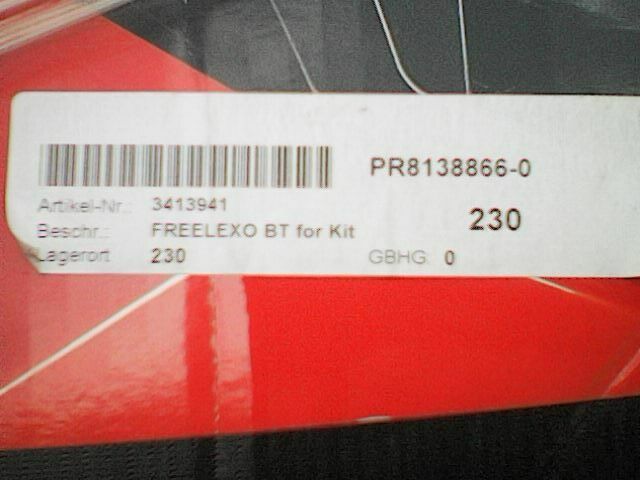 PR8138866-0
Artikel-Nr.: 3413941
230
Beschr.: FREELEXO BT for Kit
Lagerort 230 GBHG: 0